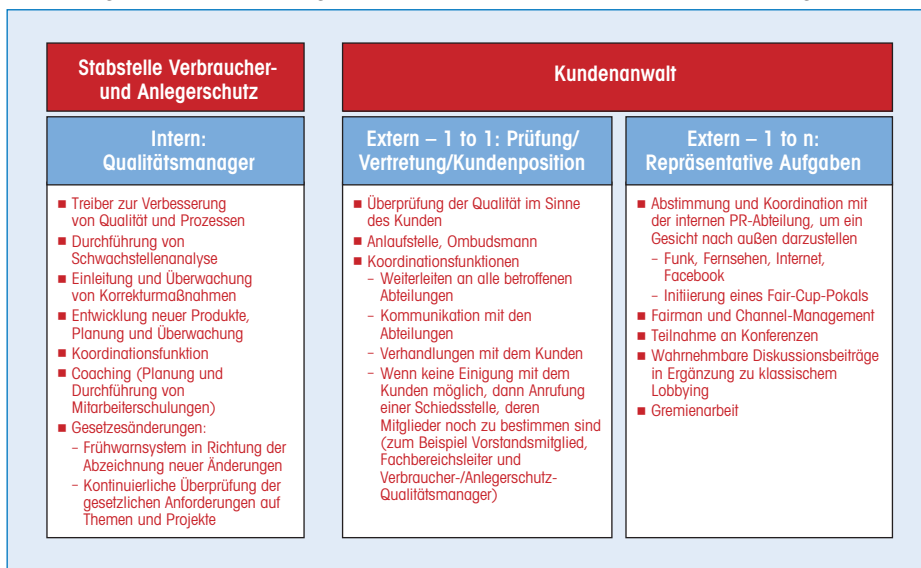 Stabstelle Verbraucher-
und Anlegerschutz
Intern:
Qualitätsmanager
■ Treiber zur Verbesserung
von Qualität und Prozessen
■ Durchführung von
Schwachstellenanalyse
■ Einleitung und Überwachung
von Korrekturmaßnahmen
■ Entwicklung neuer Produkte,
Planung und Überwachung
■ Koordinationsfunktion
■ Coaching (Planung und
Durchführung von
Mitarbeiterschulungen)
■ Gesetzesänderungen:
– Frühwarnsystem in Richtung der
Abzeichnung neuer Änderungen
– Kontinuierliche Überprüfung der
gesetzlichen Anforderungen auf
Themen und Projekte
Kundenanwalt
Extern – 1 to 1: Prüfung/
Vertretung/Kundenposition
■ Überprüfung der Qualität im Sinne
des Kunden
■ Anlaufstelle, Ombudsmann
■ Koordinationsfunktionen
– Weiterleiten an alle betroffenen
Abteilungen
– Kommunikation mit den
Abteilungen
– Verhandlungen mit dem Kunden
– Wenn keine Einigung mit dem
Kunden möglich, dann Anrufung
einer Schiedsstelle, deren
Mitglieder noch zu bestimmen sind
(zum Beispiel Vorstandsmitglied,
Fachbereichsleiter und
Verbraucher-/Anlegerschutz-
Qualitätsmanager)
Extern – 1 to n:
Repräsentative Aufgaben
■ Abstimmung und Koordination mit
der internen PR-Abteilung, um ein
Gesicht nach außen darzustellen
– Funk, Fernsehen, Internet,
Facebook
– Initiierung eines Fair-Cup-Pokals
■ Fairman und Channel-Management
■ Teilnahme an Konferenzen
■ Wahrnehmbare Diskussionsbeiträge
in Ergänzung zu klassischem
Lobbying
■ Gremienarbeit